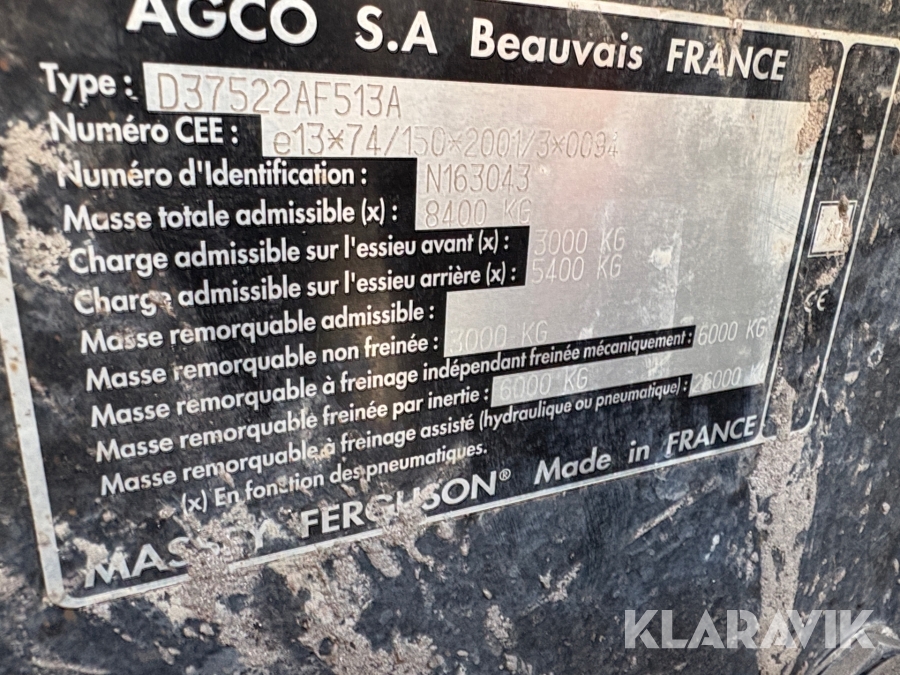 AGCO S.A Beauvais FRANCE
Type : D37522AF513A
Numéro CEE : e13*74/150*2001/3*0094
Numéro d'Identification : N163043
Masse totale admissible (x) : 8400 KG
Charge admissible sur l'essieu avant (x) : 3000 KG
Charge admissible sur l'essieu arrière (x) : 5400 KG
Masse remorquable admissible :
Masse remorquable non freinée : 3000 KG
Masse remorquable à freinage indépendant freinée mécaniquement : 6000 KG
Masse remorquable freinée par inertie : 6000 KG
Masse remorquable à freinage assisté (hydraulique ou pneumatique) : 25000 KG
(x) En fonction des pneumatiques.
MASSEY FERGUSON® Made in FRANCE
CE
KLARAVIK